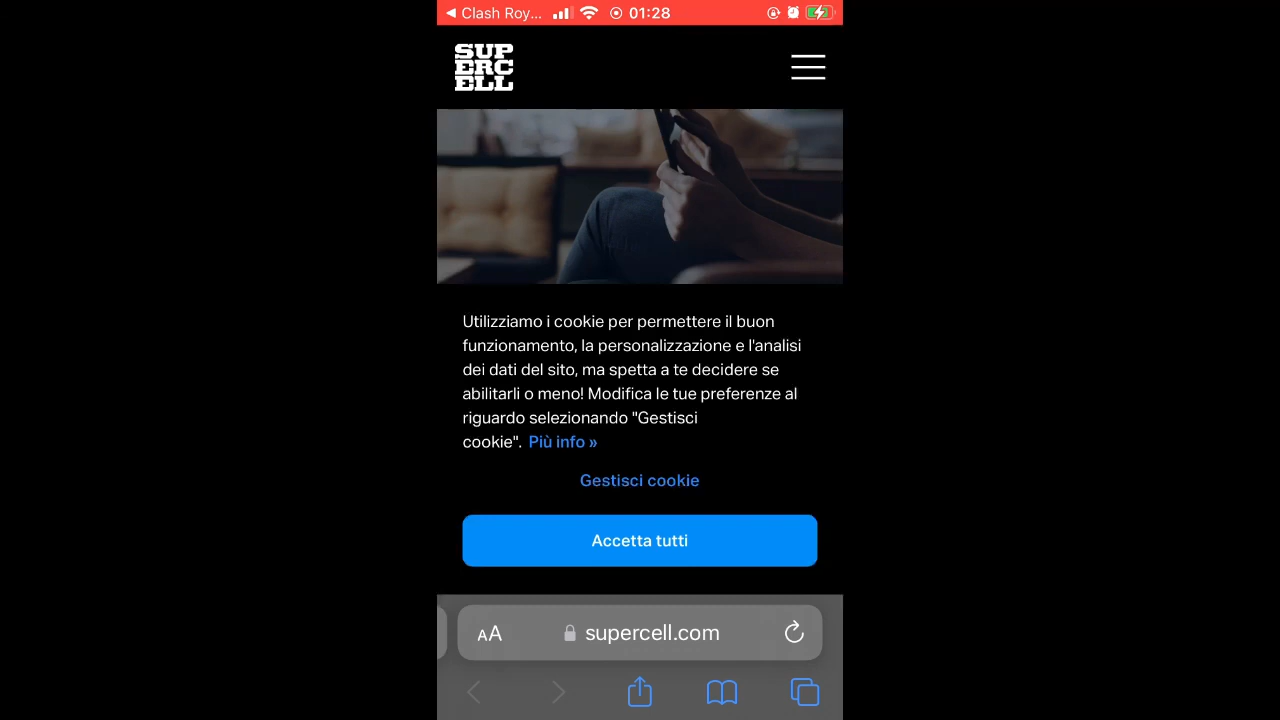 Clash Roy... 01:28
SUP
ERC
ELL
Utilizziamo i cookie per permettere il buon
funzionamento, la personalizzazione e l'analisi
dei dati del sito, ma spetta a te decidere se
abilitarli o meno! Modifica le tue preferenze al
riguardo selezionando "Gestisci
cookie". Più info »
Gestisci cookie
Accetta tutti
AA supercell.com